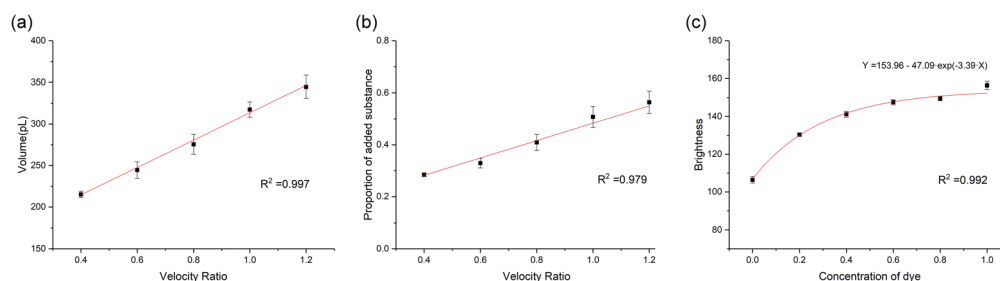 (a)
400
350
300
250
200
150
Volume(pL)
0.4 0.6 0.8 1.0 1.2
Velocity Ratio
R² =0.997
(b)
0.8
0.6
0.4
0.2
0.0
Proportion of added substance
0.4 0.6 0.8 1.0 1.2
Velocity Ratio
R² =0.979
(c)
180
160
140
120
100
80
Brightness
0.0 0.2 0.4 0.6 0.8 1.0
Concentration of dye
Y =153.96 - 47.09·exp(-3.39·X)
R² =0.992